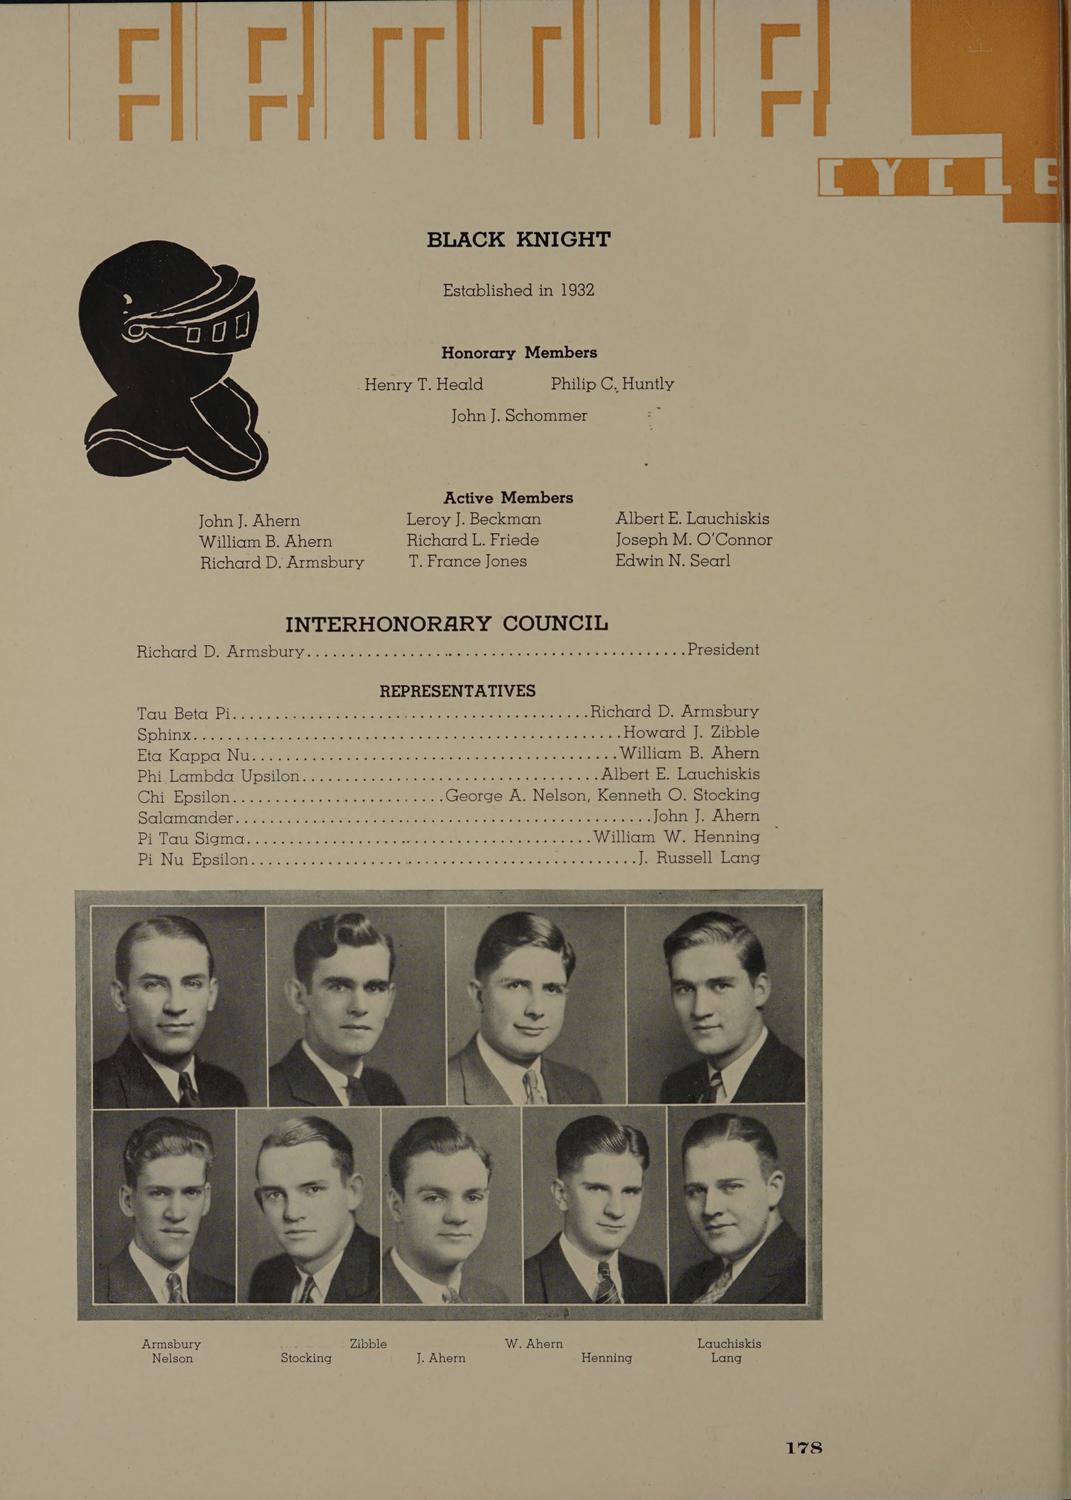 CYCLE
BLACK KNIGHT
Established in 1932
Honorary Members
Henry T. Heald Philip C. Huntly
John J. Schommer
Active Members
John J. Ahern Leroy J. Beckman Albert E. Lauchiskis
William B. Ahern Richard L. Friede Joseph M. O'Connor
Richard D. Armsbury T. France Jones Edwin N. Searl
INTERHONORARY COUNCIL
Richard D. Armsbury............................................President
REPRESENTATIVES
Tau Beta Pi..........................................Richard D. Armsbury
Sphinx..................................................Howard J. Zibble
Eta Kappa Nu...........................................William B. Ahern
Phi Lambda Upsilon..................................Albert E. Lauchiskis
Chi Epsilon.........................George A. Nelson, Kenneth O. Stocking
Salamander.................................................John J. Ahern
Pi Tau Sigma.........................................William W. Henning
Pi Nu Epsilon.............................................J. Russell Lang
Armsbury Zibble W. Ahern Lauchiskis
Nelson Stocking J. Ahern Henning Lang
178